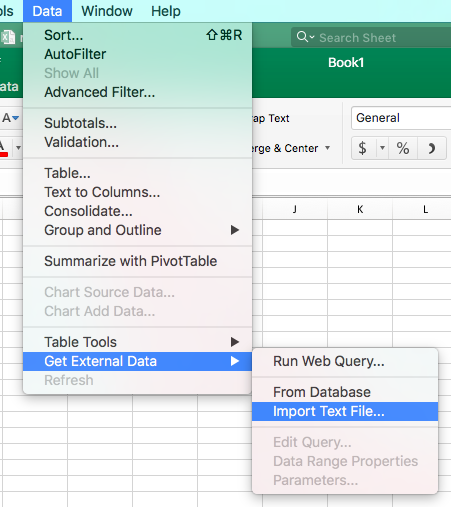 Data Window Help
Search Sheet
Book1
Sort... ⇧⌘R
AutoFilter
Show All
Advanced Filter...
Subtotals...
Validation...
Table...
Text to Columns...
Consolidate...
Group and Outline
Summarize with PivotTable
Chart Source Data...
Chart Add Data...
Table Tools
Get External Data
Refresh
Run Web Query...
From Database
Import Text File...
Edit Query...
Data Range Properties
Parameters...
ata
A
ap Text
General
erge & Center
$ %
J K L